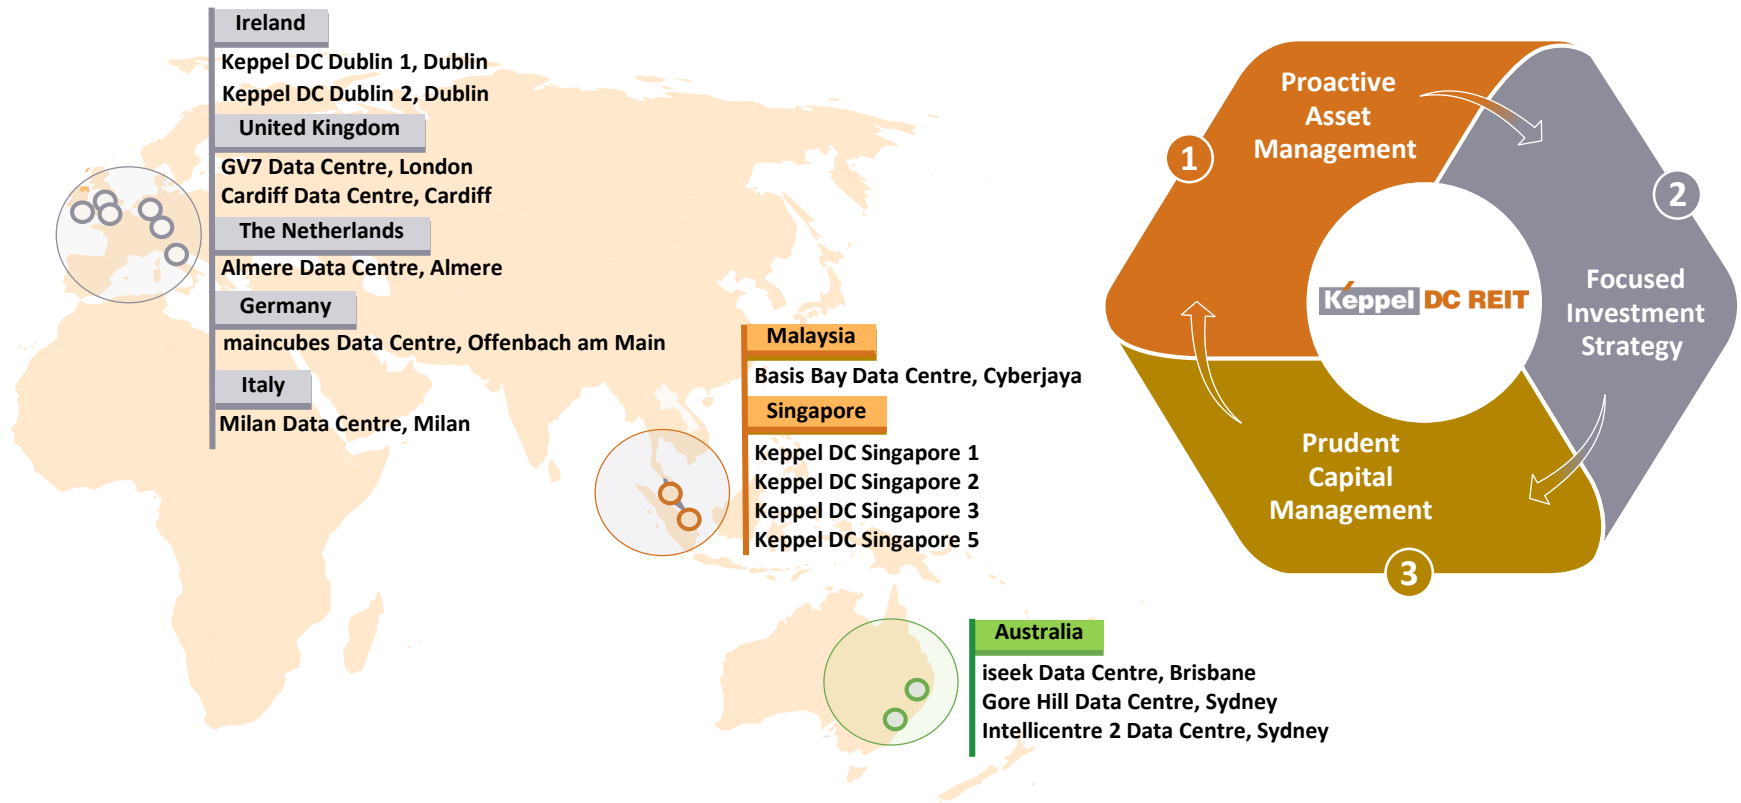 Ireland
Keppel DC Dublin 1, Dublin
Keppel DC Dublin 2, Dublin
United Kingdom
GV7 Data Centre, London
Cardiff Data Centre, Cardiff
The Netherlands
Almere Data Centre, Almere
Germany
maincubes Data Centre, Offenbach am Main
Italy
Milan Data Centre, Milan
Malaysia
Basis Bay Data Centre, Cyberjaya
Singapore
Keppel DC Singapore 1
Keppel DC Singapore 2
Keppel DC Singapore 3
Keppel DC Singapore 5
Australia
iseek Data Centre, Brisbane
Gore Hill Data Centre, Sydney
Intellicentre 2 Data Centre, Sydney
1
Proactive
Asset
Management
2
Focused
Investment
Strategy
Keppel DC REIT
Prudent
Capital
Management
3